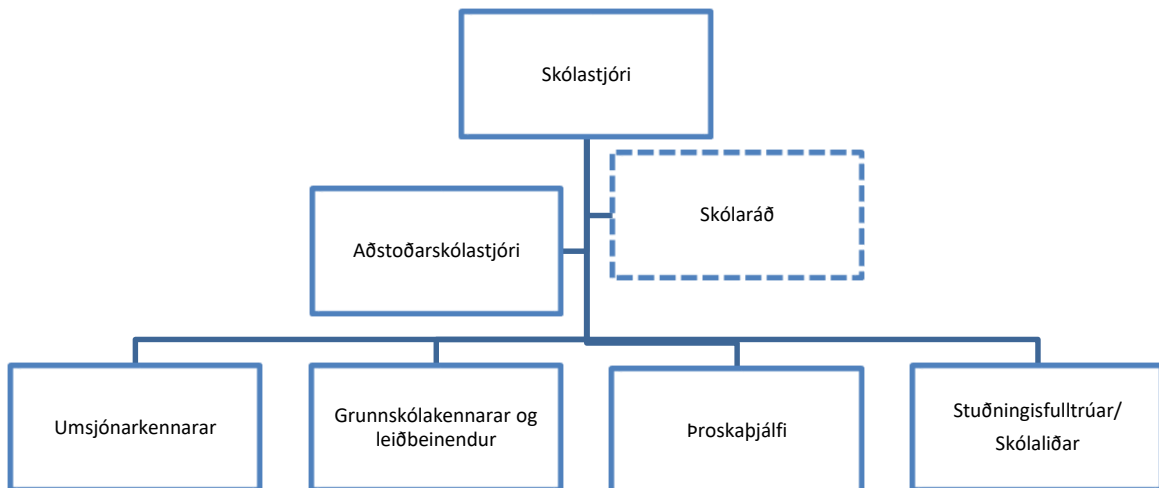 Skólastjóri
Skólaráð
Aðstoðarskólastjóri
Umsjónarkennarar
Grunnskólakennarar og
leiðbeinendur
Þroskaþjálfi
Stuðningisfulltrúar/
Skólaliðar